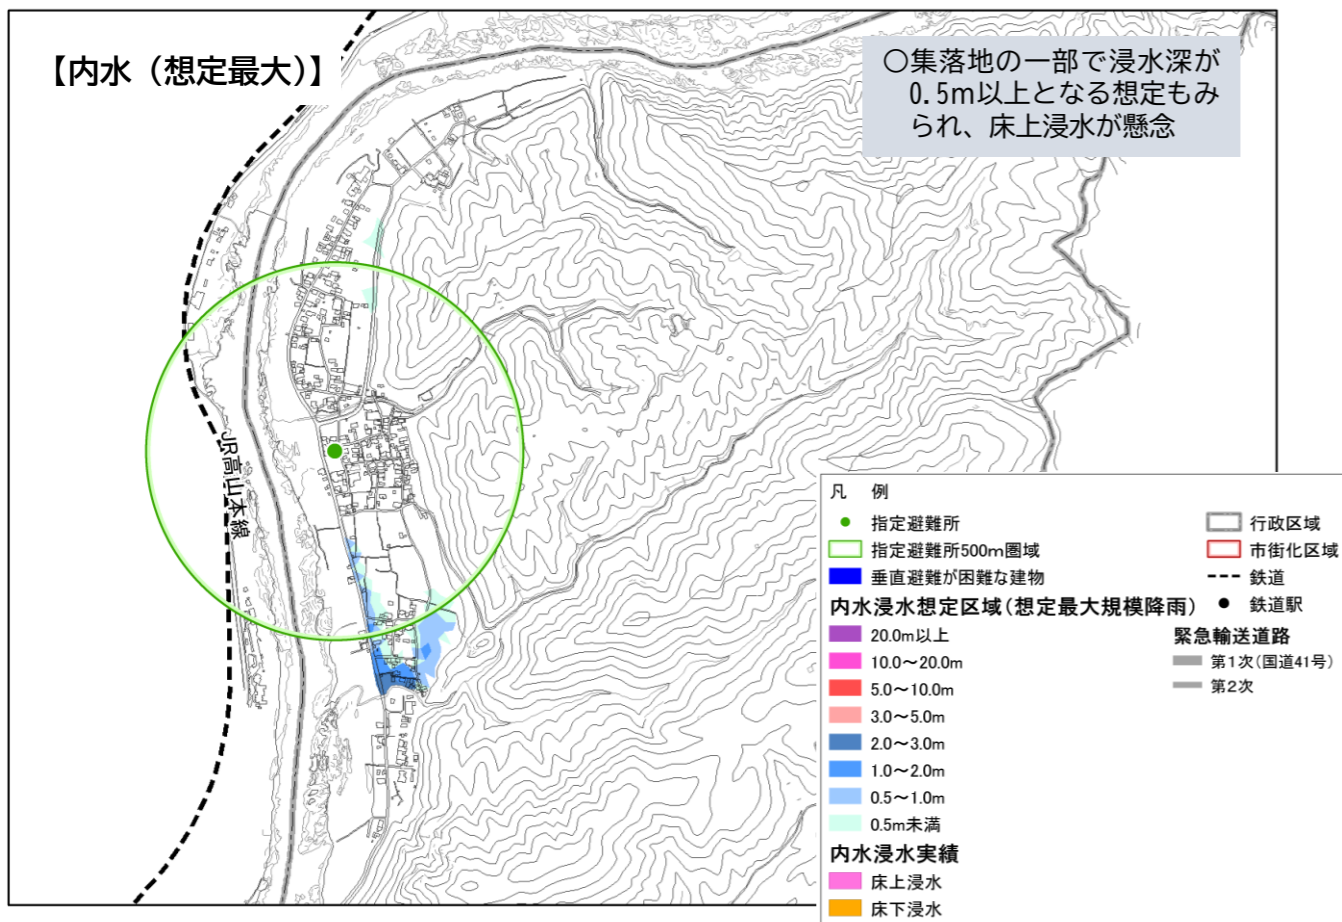 【内水（想定最大）】
○集落地の一部で浸水深が
0.5m以上となる想定もみ
られ、床上浸水が懸念
JR高山本線
凡 例
指定避難所
指定避難所500m圏域
垂直避難が困難な建物
内水浸水想定区域(想定最大規模降雨)
20.0m以上
10.0～20.0m
5.0～10.0m
3.0～5.0m
2.0～3.0m
1.0～2.0m
0.5～1.0m
0.5m未満
内水浸水実績
床上浸水
床下浸水
行政区域
市街化区域
鉄道
鉄道駅
緊急輸送道路
第1次(国道41号)
第2次